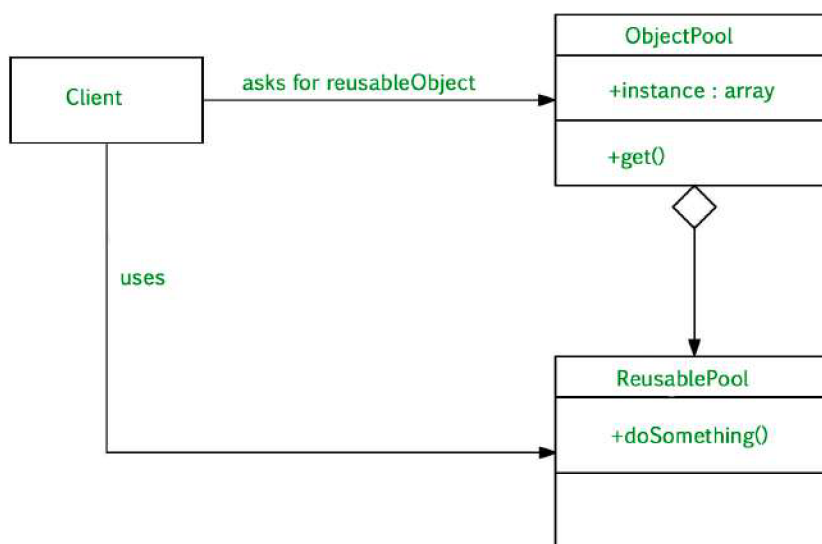 ObjectPool
Client
asks for reusableObject
+instance : array
+get()
uses
ReusablePool
+doSomething()